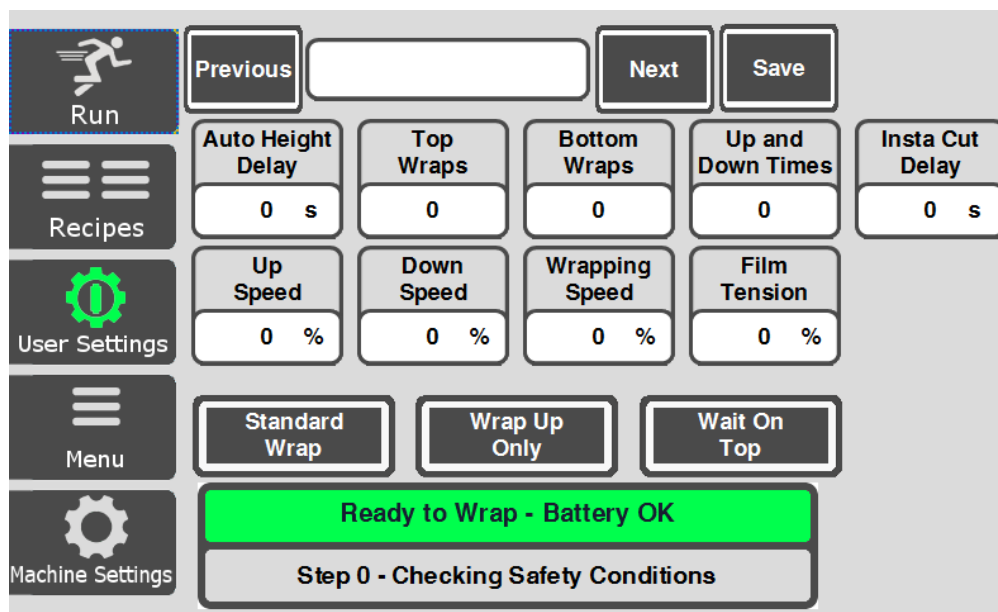 Run
Recipes
User Settings
Menu
Machine Settings
Previous
Next
Save
Auto Height
Delay
0 s
Top
Wraps
0
Bottom
Wraps
0
Up and
Down Times
0
Insta Cut
Delay
0 s
Up
Speed
0 %
Down
Speed
0 %
Wrapping
Speed
0 %
Film
Tension
0 %
Standard
Wrap
Wrap Up
Only
Wait On
Top
Ready to Wrap - Battery OK
Step 0 - Checking Safety Conditions